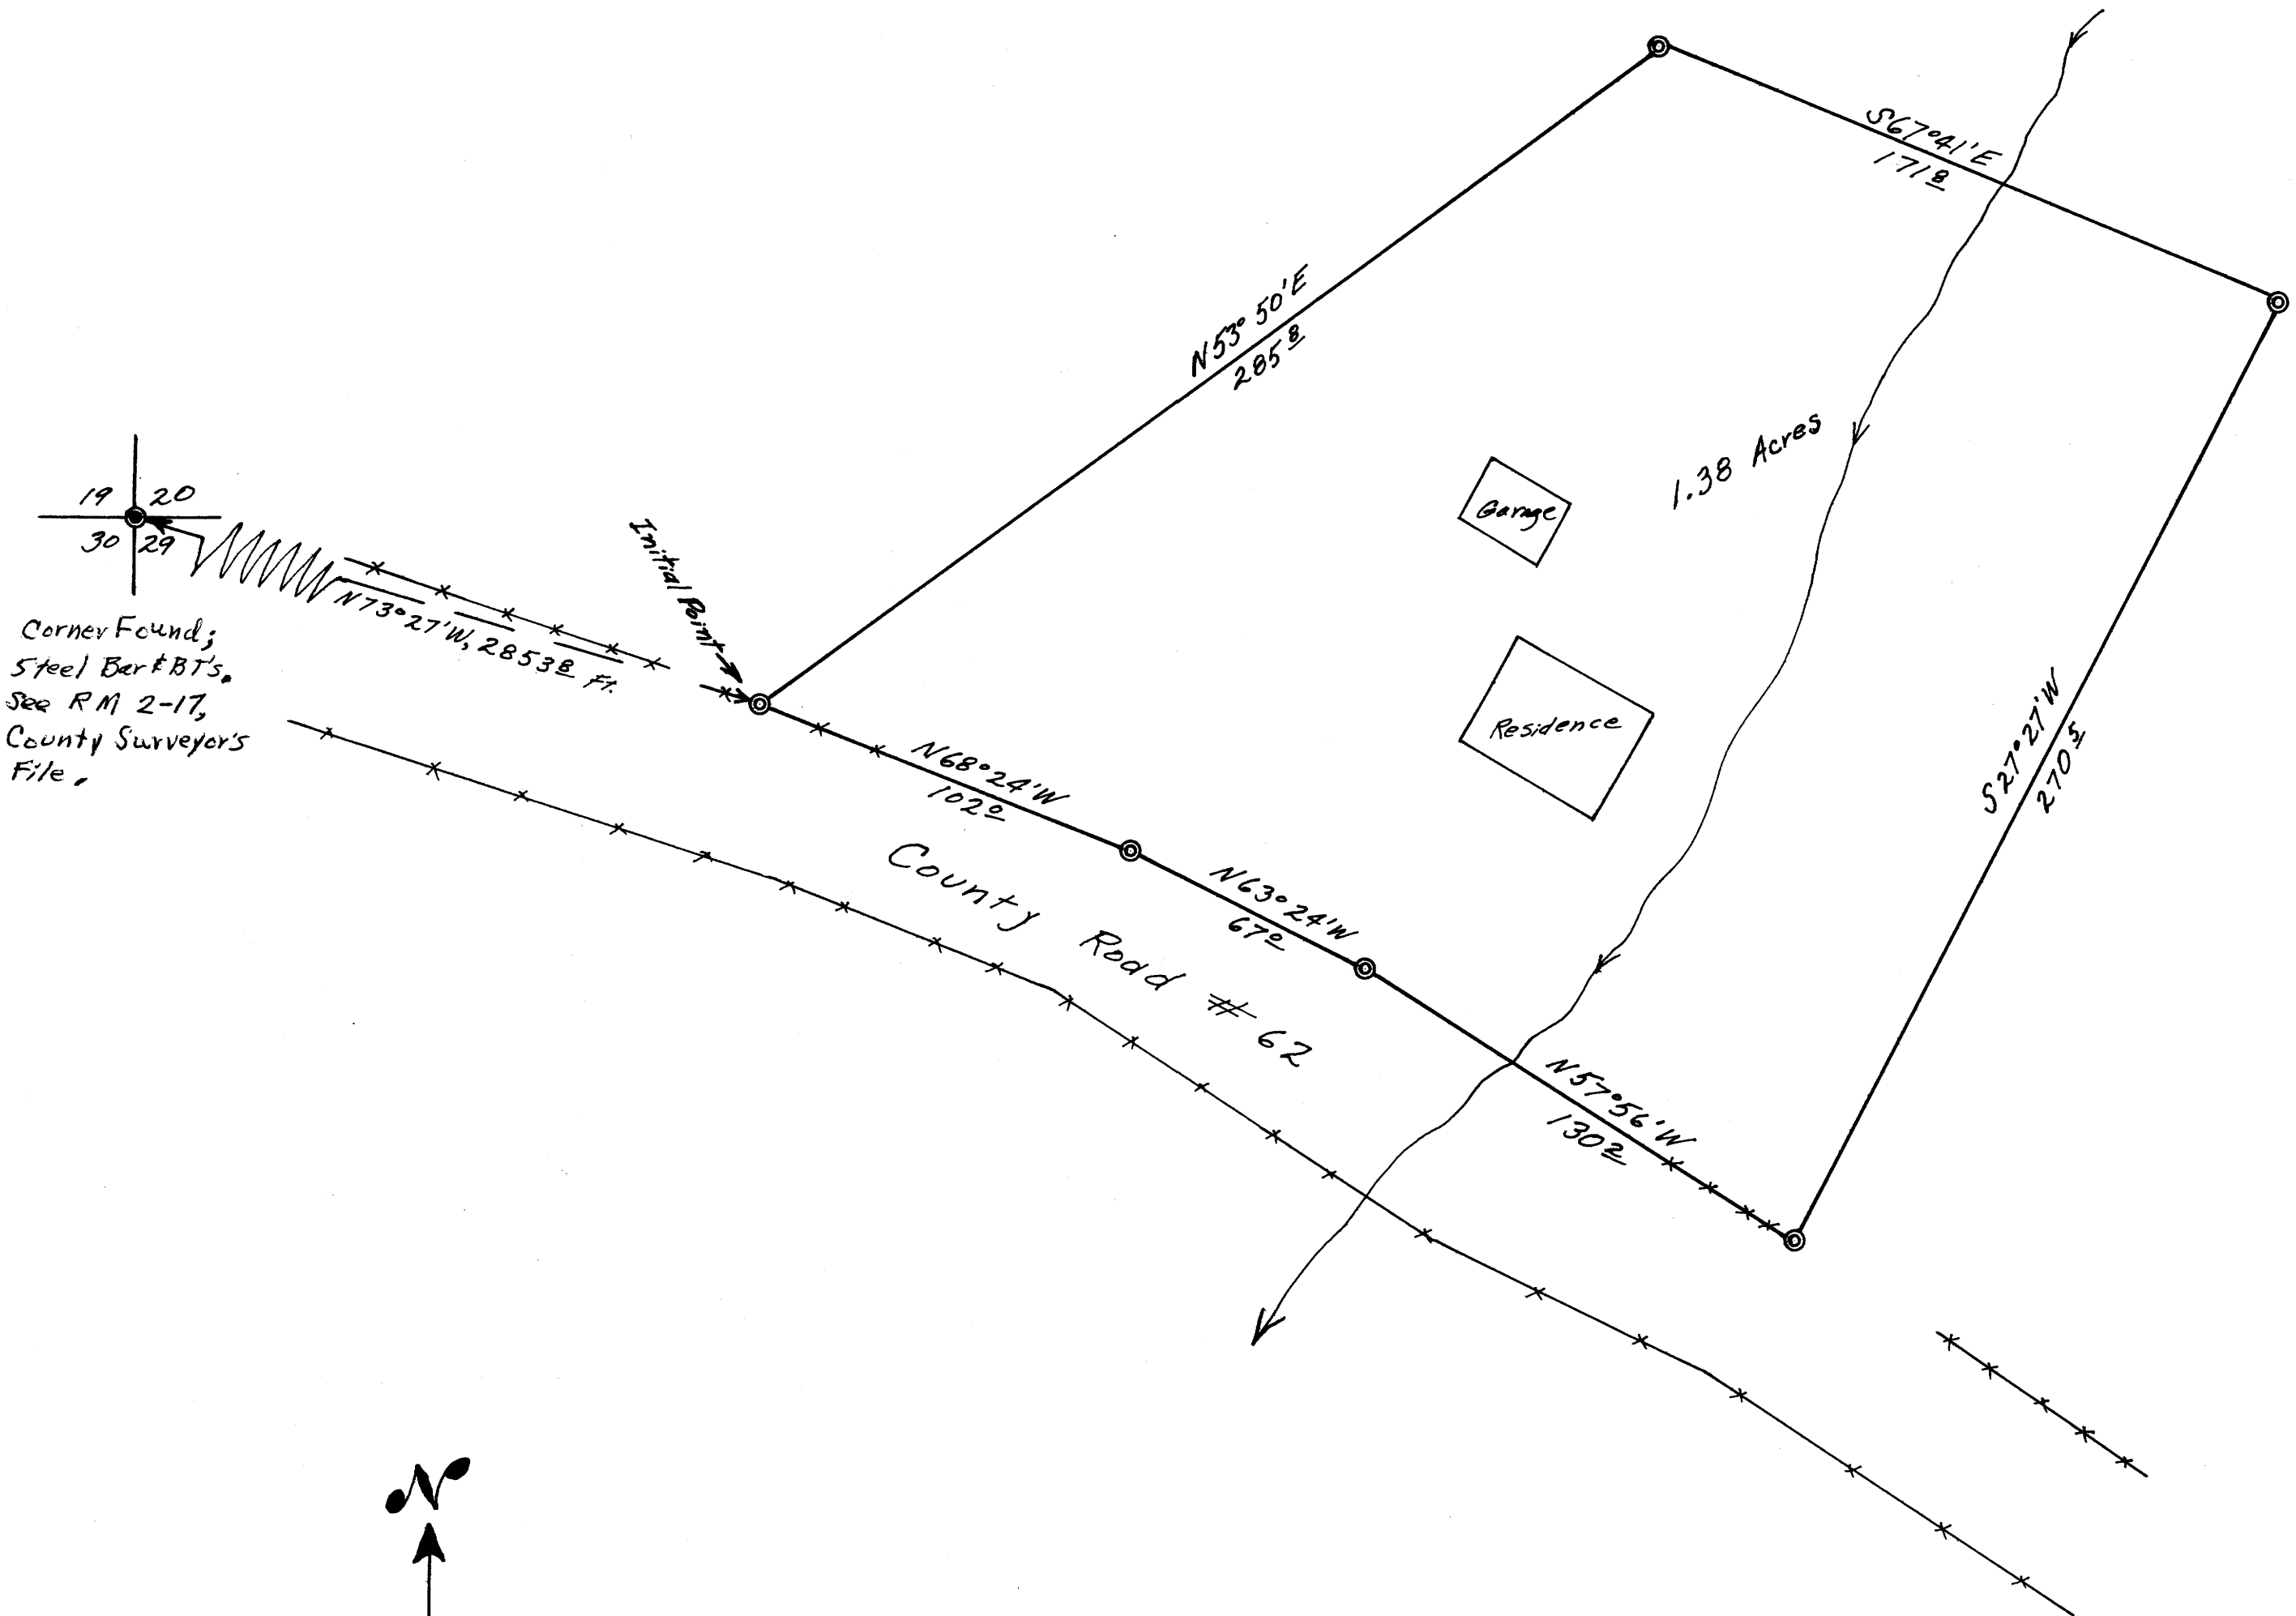 S67°41'E
171 8
N53°50'E
285 8
1.38 Acres
Garage
Residence
19 20
30 29
Corner Found;
Steel Bar & BT's.
See RM 2-17,
County Surveyor's
File.
N73°27'W, 2853 8 Ft.
Initial Point
N68°24'W
102 0
N63°24'W
67 0
County Road # 62
N57°56'W
130 2
S27°27'W
270 5
N